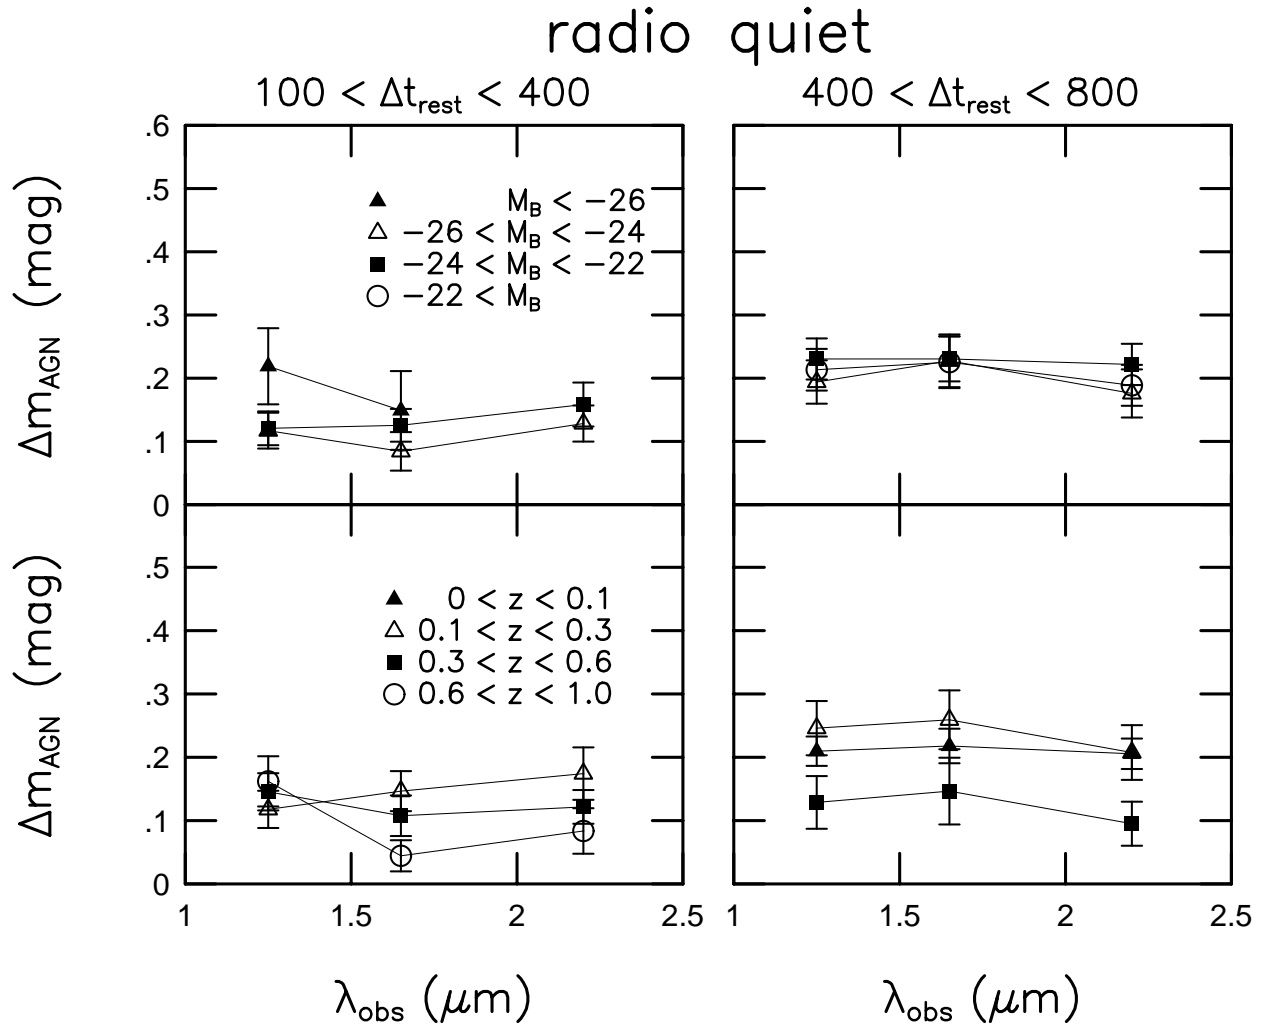 radio quiet
100 < Δt_rest < 400
400 < Δt_rest < 800
.6
.5
.4
.3
.2
.1
0
Δm_AGN (mag)
M_B < −26
−26 < M_B < −24
−24 < M_B < −22
−22 < M_B
.5
.4
.3
.2
.1
0
Δm_AGN (mag)
0 < z < 0.1
0.1 < z < 0.3
0.3 < z < 0.6
0.6 < z < 1.0
1 1.5 2 2.5
1 1.5 2 2.5
λ_obs (μm)
λ_obs (μm)